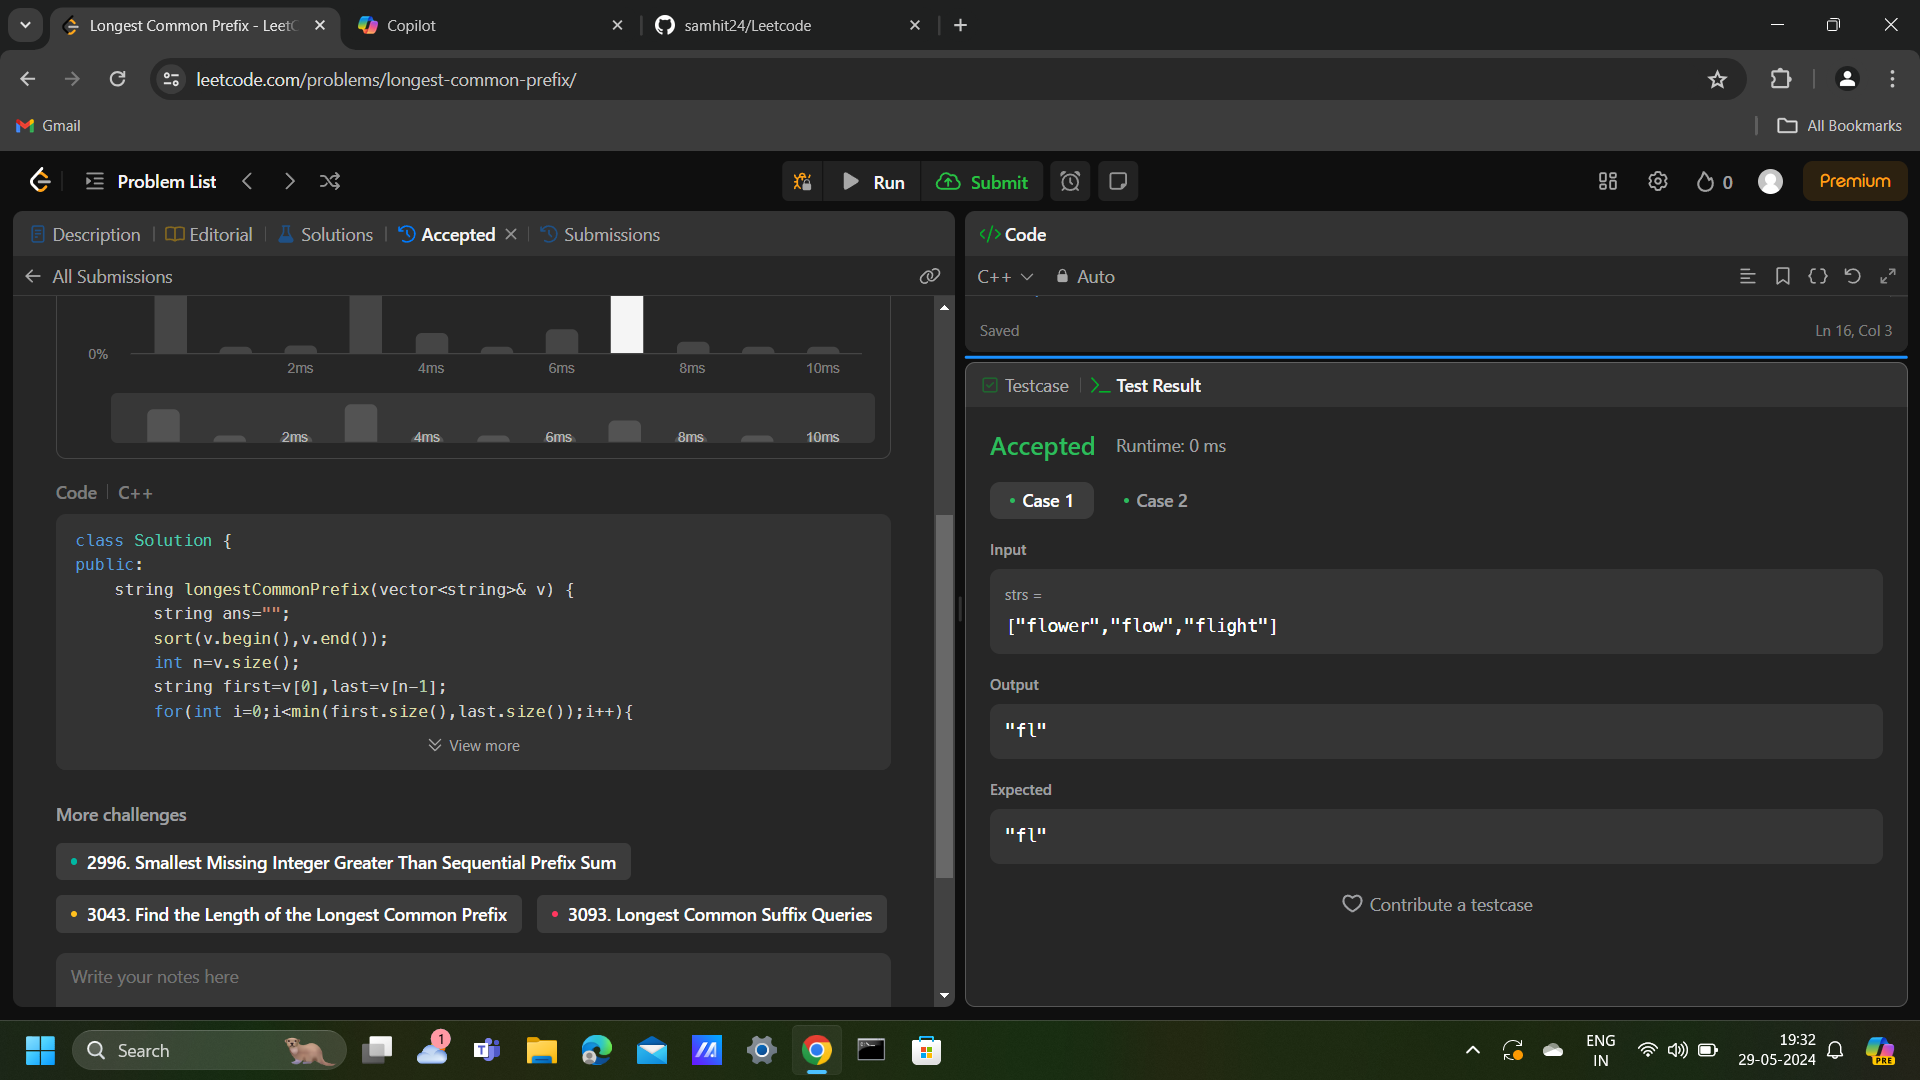 Longest Common Prefix - LeetC
Copilot
samhit24/Leetcode
leetcode.com/problems/longest-common-prefix/
Gmail
All Bookmarks
Problem List
Run
Submit
0
Premium
Description
Editorial
Solutions
Accepted
Submissions
All Submissions
0%
2ms
4ms
6ms
8ms
10ms
2ms
4ms
6ms
8ms
10ms
Code
C++
class Solution {
public:
    string longestCommonPrefix(vector<string>& v) {
        string ans="";
        sort(v.begin(),v.end());
        int n=v.size();
        string first=v[0],last=v[n-1];
        for(int i=0;i<min(first.size(),last.size());i++){
View more
More challenges
2996. Smallest Missing Integer Greater Than Sequential Prefix Sum
3043. Find the Length of the Longest Common Prefix
3093. Longest Common Suffix Queries
Write your notes here
</> Code
C++
Auto
Saved
Ln 16, Col 3
Testcase
Test Result
Accepted
Runtime: 0 ms
Case 1
Case 2
Input
strs =
["flower","flow","flight"]
Output
"fl"
Expected
"fl"
Contribute a testcase
Search
1
ENG
IN
19:32
29-05-2024
PRE